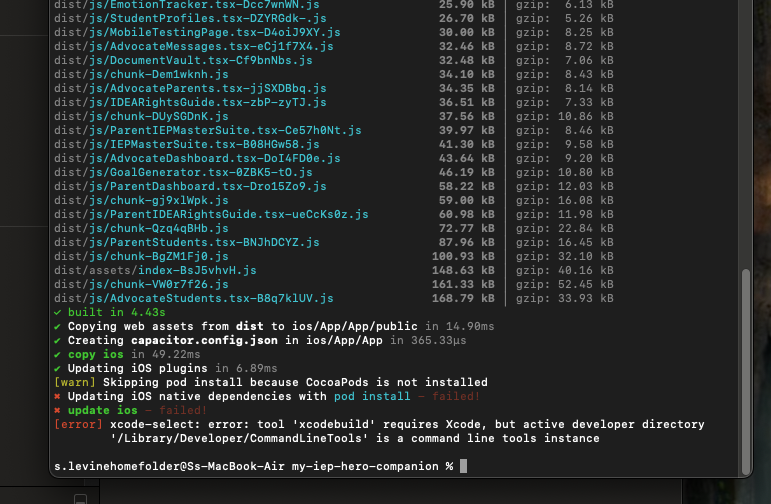 dist/js/EmotionTracker.tsx-Dcc7wnWN.js 25.90 kB │ gzip: 6.13 kB
dist/js/StudentProfiles.tsx-DZYRGdk-.js 26.70 kB │ gzip: 5.26 kB
dist/js/MobileTestingPage.tsx-D4oiJ9XY.js 30.00 kB │ gzip: 8.25 kB
dist/js/AdvocateMessages.tsx-eCj1f7X4.js 32.46 kB │ gzip: 8.72 kB
dist/js/DocumentVault.tsx-Cf9bnNbs.js 32.48 kB │ gzip: 7.06 kB
dist/js/chunk-Dem1wknh.js 34.10 kB │ gzip: 8.43 kB
dist/js/AdvocateParents.tsx-jjSXDBbq.js 34.35 kB │ gzip: 8.14 kB
dist/js/IDEARightsGuide.tsx-zbP-zyTJ.js 36.51 kB │ gzip: 7.33 kB
dist/js/chunk-DUySGDnK.js 37.56 kB │ gzip: 10.86 kB
dist/js/ParentIEPMasterSuite.tsx-Ce57h0Nt.js 39.97 kB │ gzip: 8.46 kB
dist/js/IEPMasterSuite.tsx-B08HGw58.js 41.30 kB │ gzip: 9.58 kB
dist/js/AdvocateDashboard.tsx-DoI4FD0e.js 43.64 kB │ gzip: 9.20 kB
dist/js/GoalGenerator.tsx-0ZBK5-tO.js 46.19 kB │ gzip: 10.80 kB
dist/js/ParentDashboard.tsx-Dro15Zo9.js 58.22 kB │ gzip: 12.03 kB
dist/js/chunk-gj9xlWpk.js 59.00 kB │ gzip: 16.08 kB
dist/js/ParentIDEARightsGuide.tsx-ueCcKs0z.js 60.98 kB │ gzip: 11.98 kB
dist/js/chunk-Qzq4qBHb.js 72.77 kB │ gzip: 22.84 kB
dist/js/ParentStudents.tsx-BNJhDCYZ.js 87.96 kB │ gzip: 16.45 kB
dist/js/chunk-BgZM1Fj0.js 100.93 kB │ gzip: 32.10 kB
dist/assets/index-BsJ5vhvH.js 148.63 kB │ gzip: 40.16 kB
dist/js/chunk-VW0r7f26.js 161.33 kB │ gzip: 52.45 kB
dist/js/AdvocateStudents.tsx-B8q7klUV.js 168.79 kB │ gzip: 33.93 kB
✓ built in 4.43s
✔ Copying web assets from dist to ios/App/App/public in 14.90ms
✔ Creating capacitor.config.json in ios/App/App in 365.33μs
✔ copy ios in 49.22ms
✔ Updating iOS plugins in 6.89ms
[warn] Skipping pod install because CocoaPods is not installed
✖ Updating iOS native dependencies with pod install – failed!
✖ update ios – failed!
[error] xcode-select: error: tool 'xcodebuild' requires Xcode, but active developer directory
'/Library/Developer/CommandLineTools' is a command line tools instance
s.levinehomefolder@Ss-MacBook-Air my-iep-hero-companion %